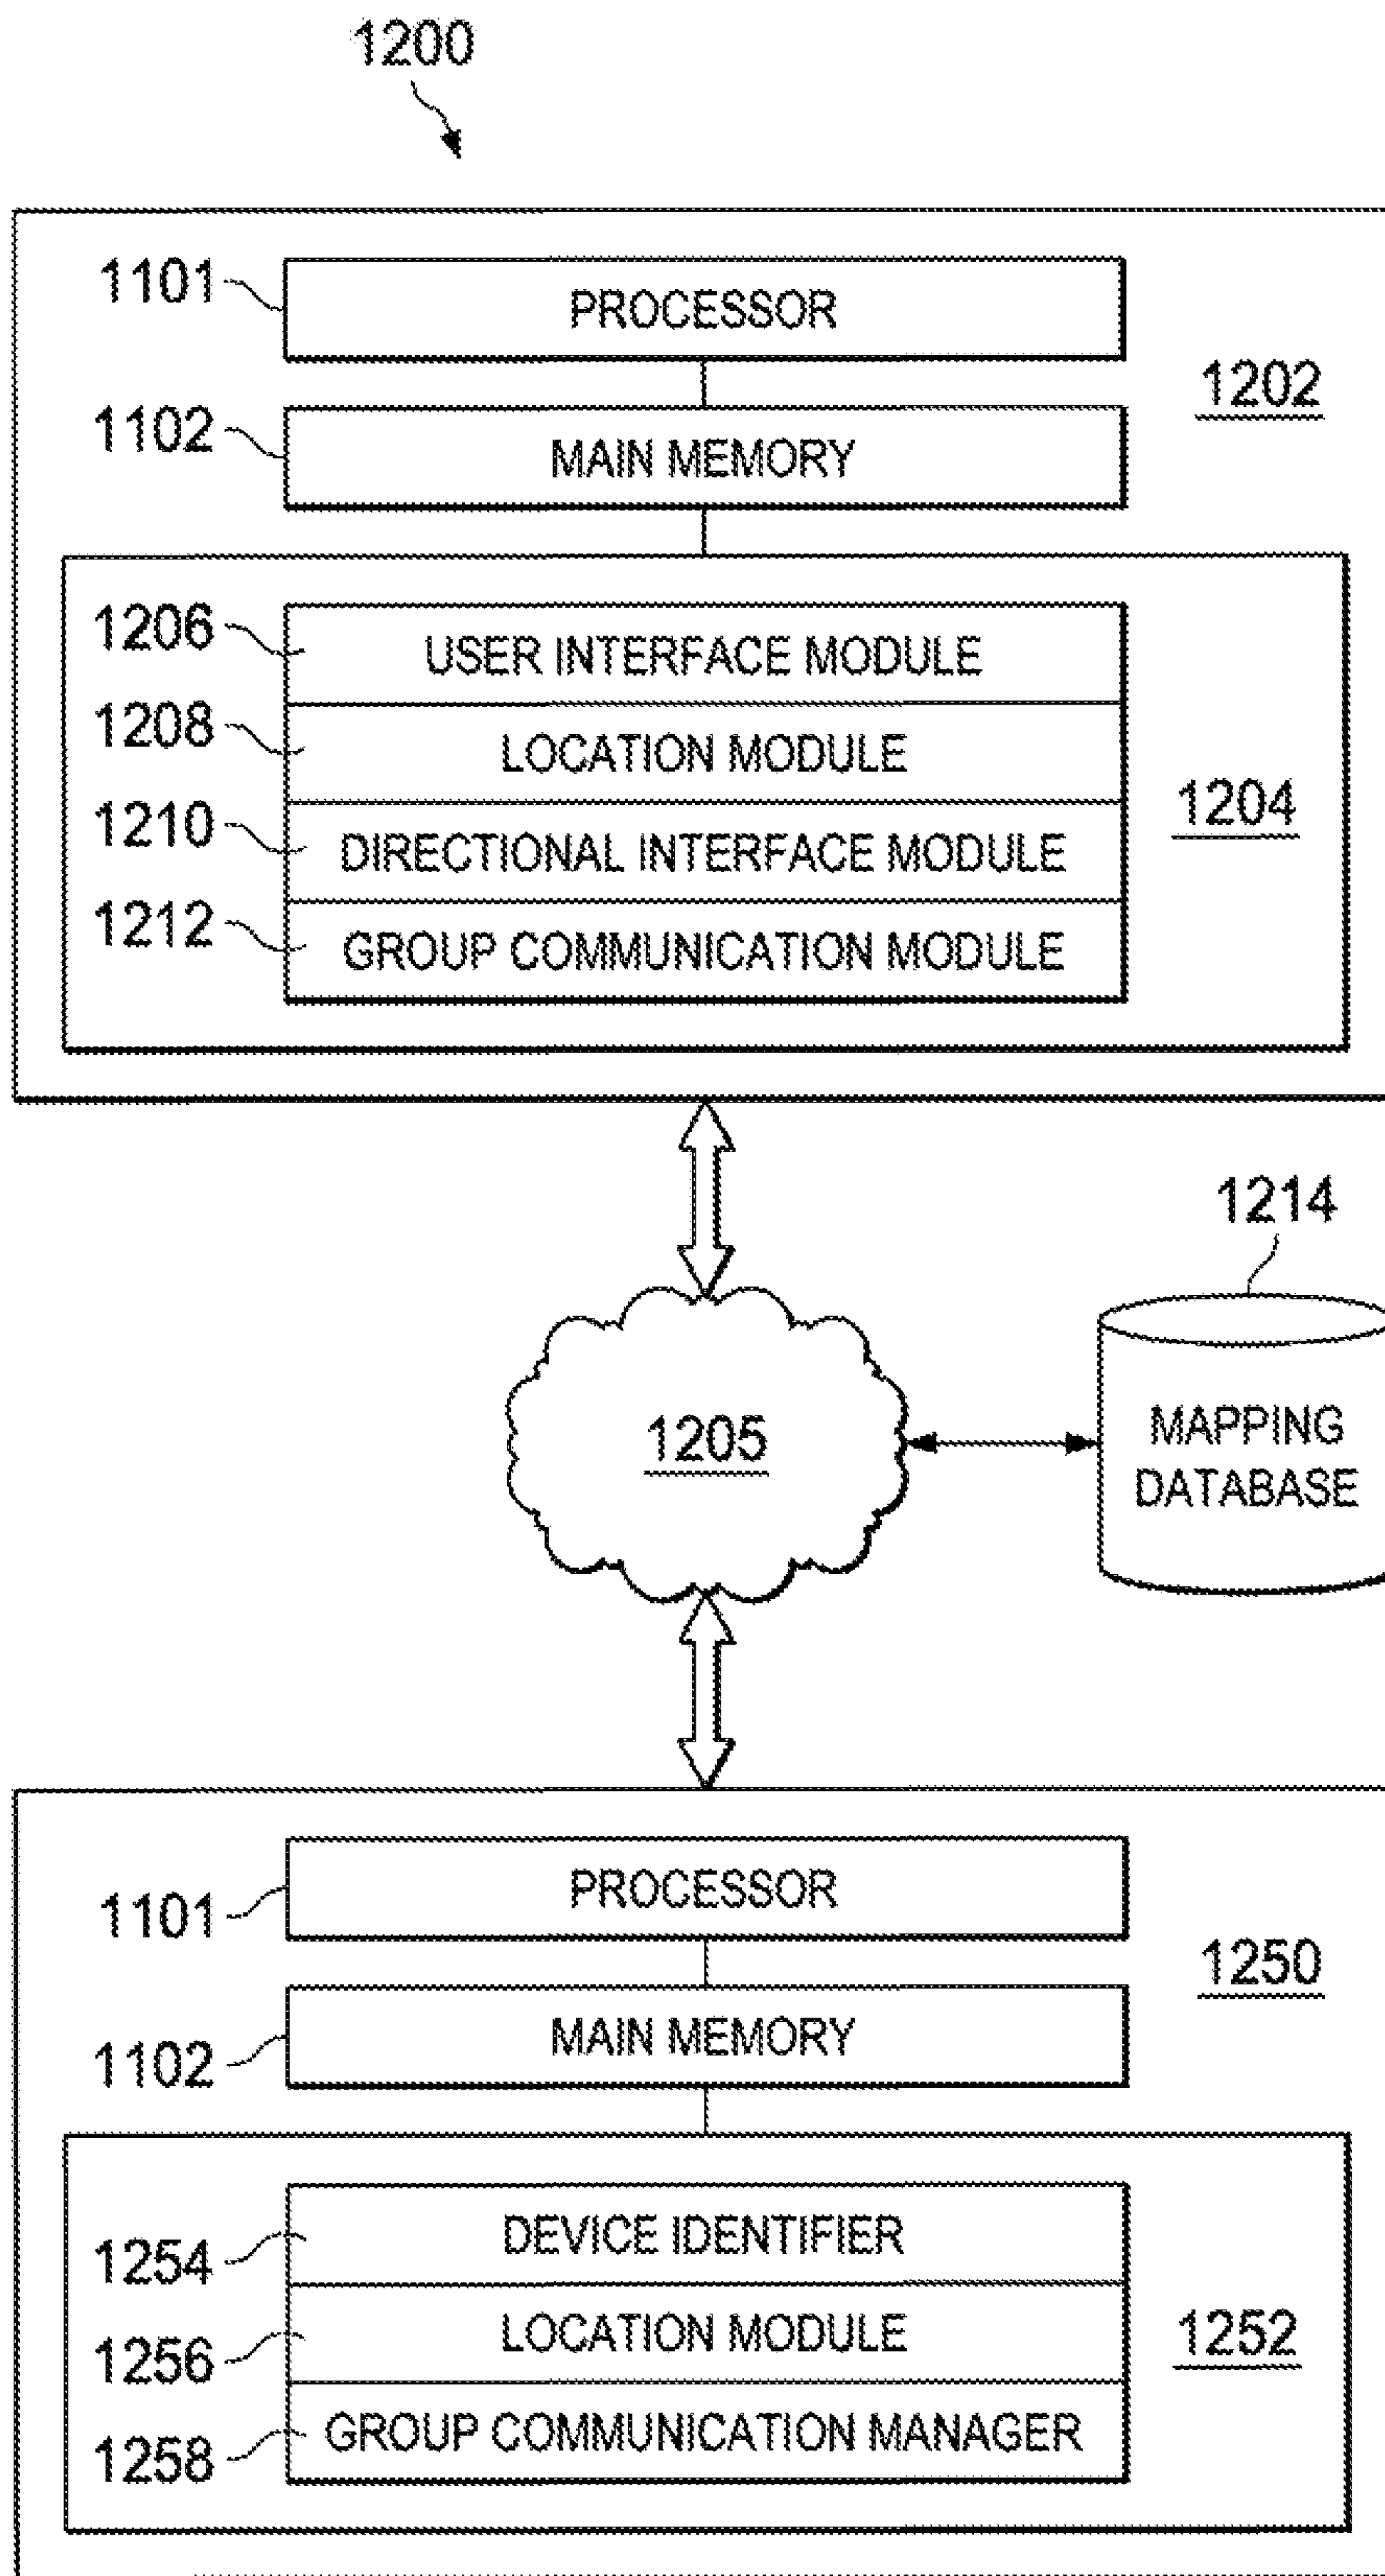 1200
1101
PROCESSOR
1202
1102
MAIN MEMORY
1206
USER INTERFACE MODULE
1208
LOCATION MODULE
1204
1210
DIRECTIONAL INTERFACE MODULE
1212
GROUP COMMUNICATION MODULE
1214
1205
MAPPING
DATABASE
1101
PROCESSOR
1250
1102
MAIN MEMORY
1254
DEVICE IDENTIFIER
1256
LOCATION MODULE
1252
1258
GROUP COMMUNICATION MANAGER